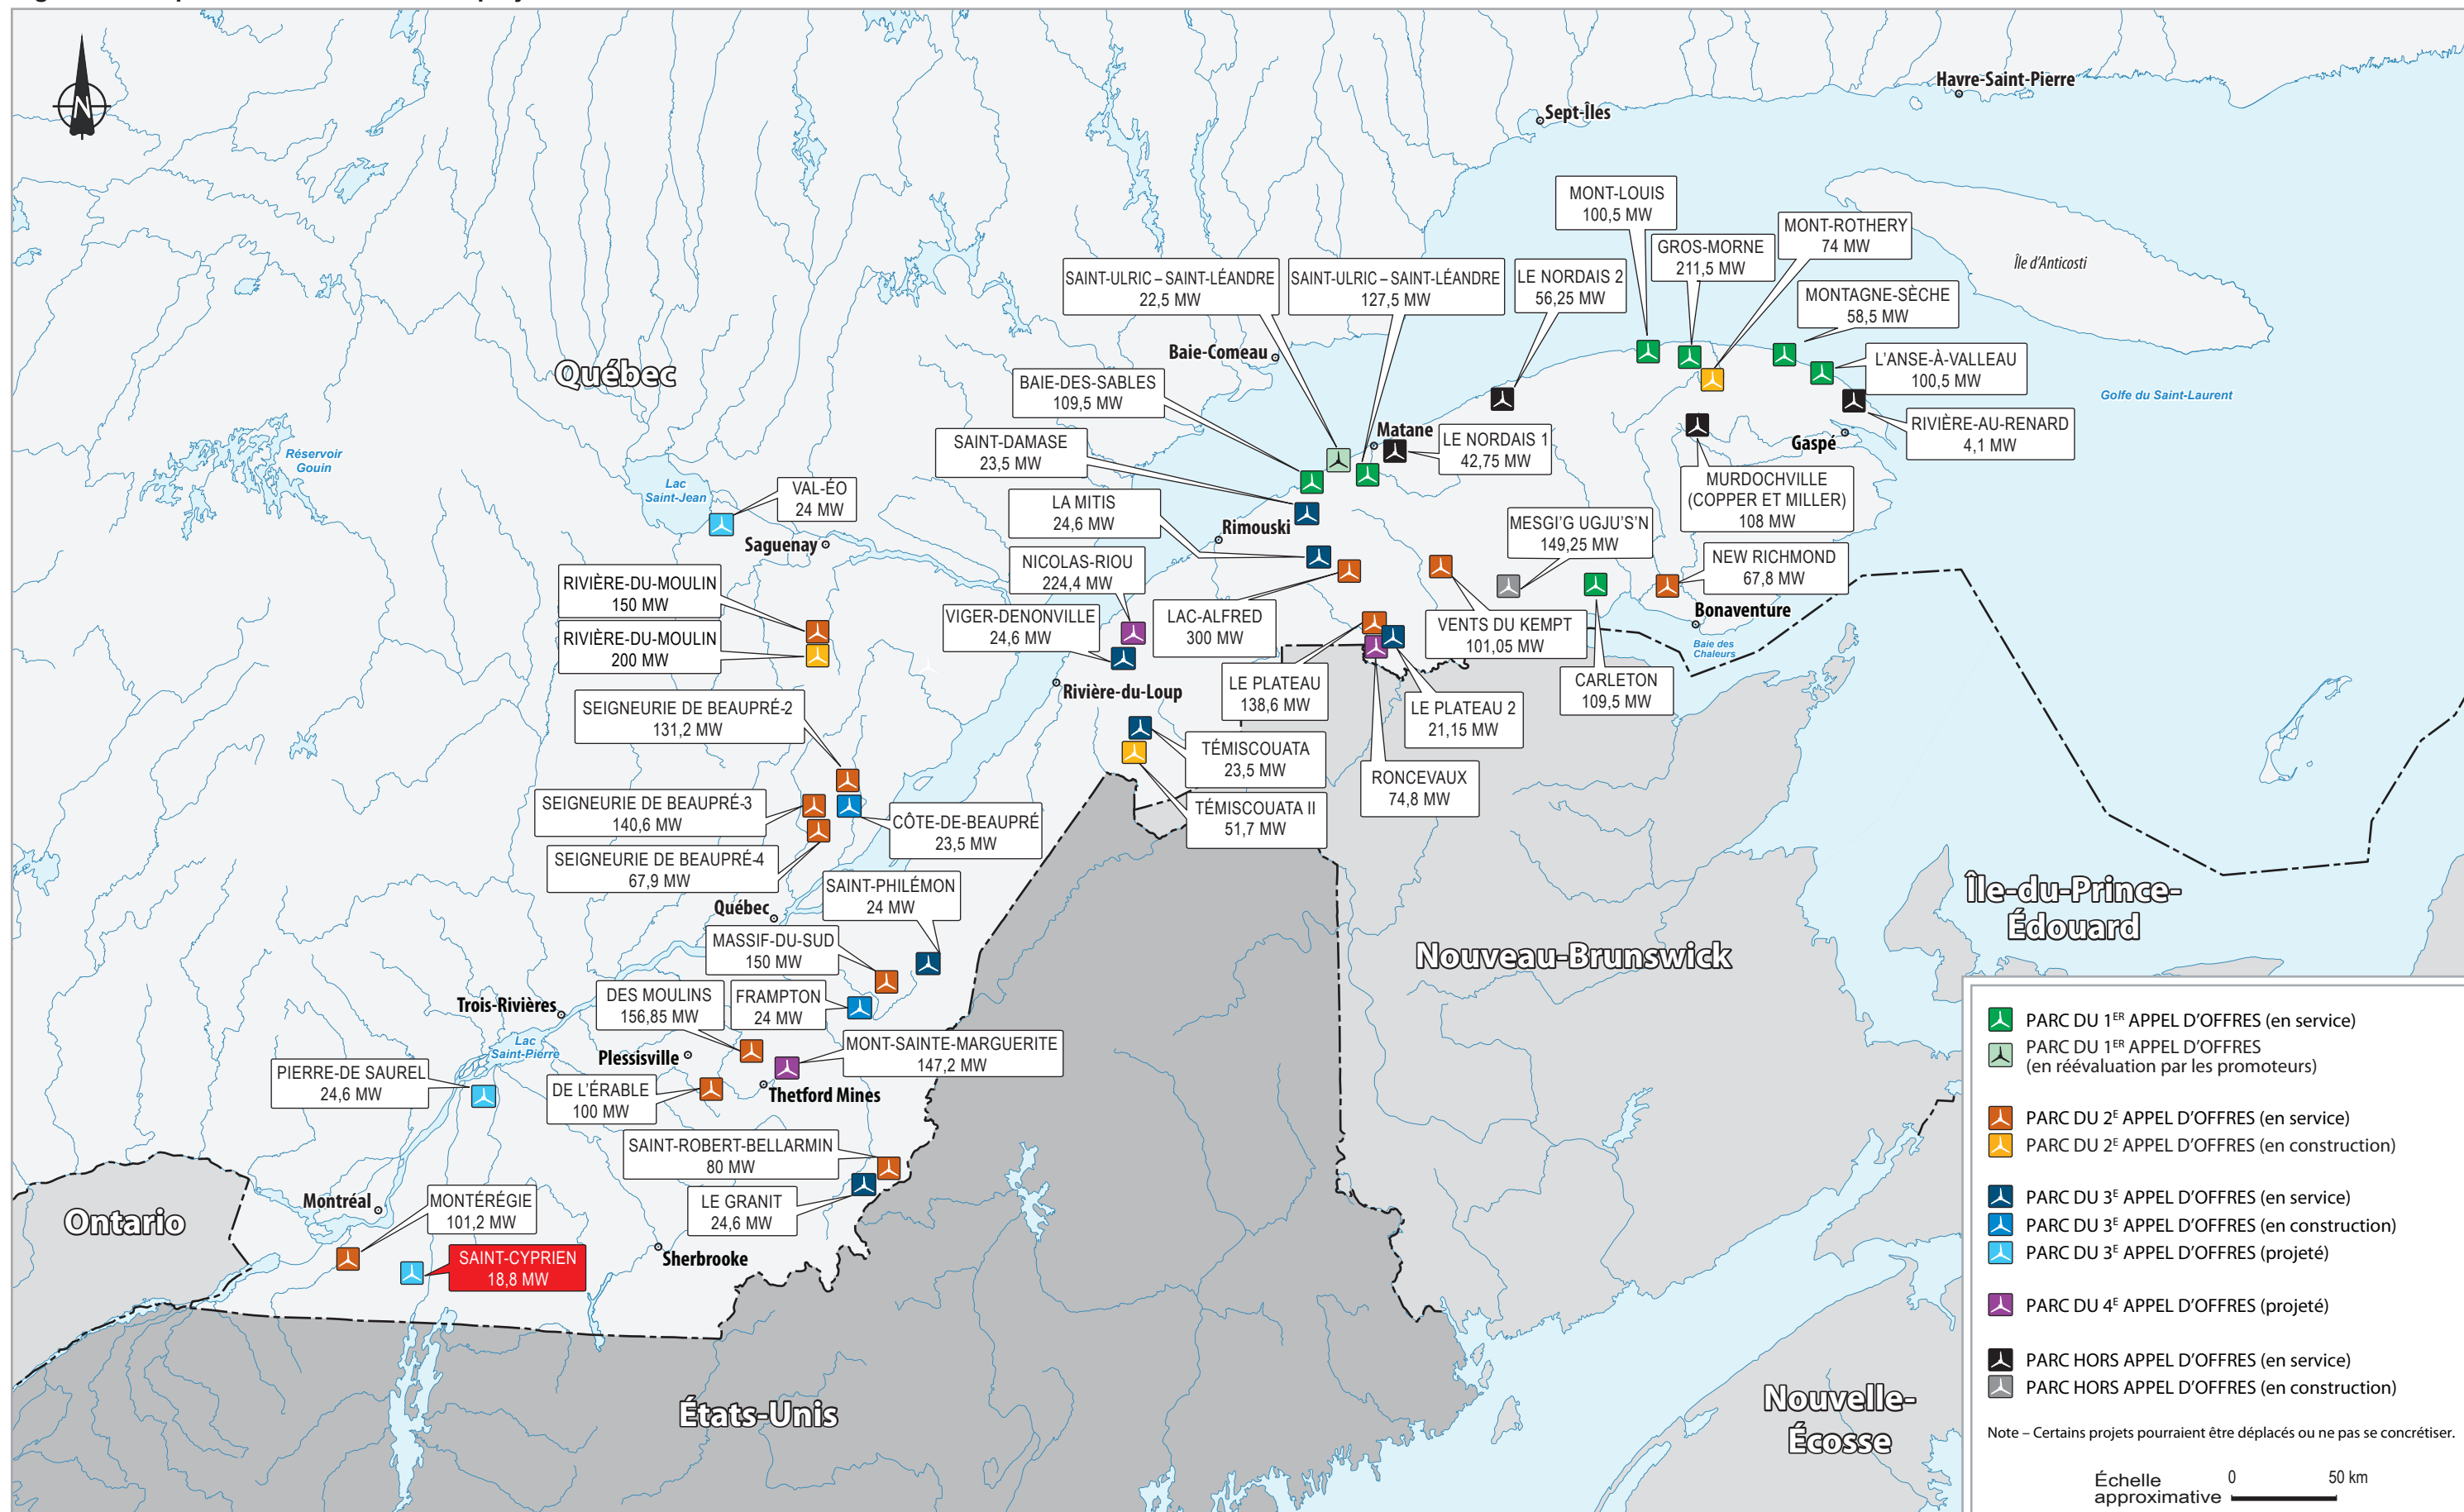 Havre-Saint-Pierre
Sept-Îles
MONT-LOUIS
100,5 MW
MONT-ROTHERY
74 MW
GROS-MORNE
211,5 MW
Île d'Anticosti
SAINT-ULRIC – SAINT-LÉANDRE
22,5 MW
SAINT-ULRIC – SAINT-LÉANDRE
127,5 MW
LE NORDAIS 2
56,25 MW
MONTAGNE-SÈCHE
58,5 MW
Baie-Comeau
L'ANSE-À-VALLEAU
100,5 MW
Québec
BAIE-DES-SABLES
109,5 MW
Golfe du Saint-Laurent
RIVIÈRE-AU-RENARD
4,1 MW
Matane
Gaspé
SAINT-DAMASE
23,5 MW
LE NORDAIS 1
42,75 MW
Réservoir
Gouin
Lac
Saint-Jean
VAL-ÉO
24 MW
MURDOCHVILLE
(COPPER ET MILLER)
108 MW
LA MITIS
24,6 MW
Rimouski
MESGI'G UGJU'S'N
149,25 MW
Saguenay
NICOLAS-RIOU
224,4 MW
NEW RICHMOND
67,8 MW
RIVIÈRE-DU-MOULIN
150 MW
Bonaventure
VIGER-DENONVILLE
24,6 MW
LAC-ALFRED
300 MW
VENTS DU KEMPT
101,05 MW
RIVIÈRE-DU-MOULIN
200 MW
Baie des
Chaleurs
Rivière-du-Loup
LE PLATEAU
138,6 MW
CARLETON
109,5 MW
SEIGNEURIE DE BEAUPRÉ-2
131,2 MW
LE PLATEAU 2
21,15 MW
TÉMISCOUATA
23,5 MW
RONCEVAUX
74,8 MW
SEIGNEURIE DE BEAUPRÉ-3
140,6 MW
TÉMISCOUATA II
51,7 MW
CÔTE-DE-BEAUPRÉ
23,5 MW
SEIGNEURIE DE BEAUPRÉ-4
67,9 MW
SAINT-PHILÉMON
24 MW
Île-du-Prince-
Édouard
Québec
MASSIF-DU-SUD
150 MW
Nouveau-Brunswick
DES MOULINS
156,85 MW
FRAMPTON
24 MW
Trois-Rivières
Lac
Saint-Pierre
Plessisville
MONT-SAINTE-MARGUERITE
147,2 MW
PIERRE-DE SAUREL
24,6 MW
DE L'ÉRABLE
100 MW
Thetford Mines
SAINT-ROBERT-BELLARMIN
80 MW
Montréal
MONTÉRÉGIE
101,2 MW
LE GRANIT
24,6 MW
Ontario
SAINT-CYPRIEN
18,8 MW
Sherbrooke
États-Unis
Nouvelle-
Écosse
N
PARC DU 1ER APPEL D'OFFRES (en service)
PARC DU 1ER APPEL D'OFFRES
(en réévaluation par les promoteurs)
PARC DU 2E APPEL D'OFFRES (en service)
PARC DU 2E APPEL D'OFFRES (en construction)
PARC DU 3E APPEL D'OFFRES (en service)
PARC DU 3E APPEL D'OFFRES (en construction)
PARC DU 3E APPEL D'OFFRES (projeté)
PARC DU 4E APPEL D'OFFRES (projeté)
PARC HORS APPEL D'OFFRES (en service)
PARC HORS APPEL D'OFFRES (en construction)
Note – Certains projets pourraient être déplacés ou ne pas se concrétiser.
Échelle
approximative
0 50 km